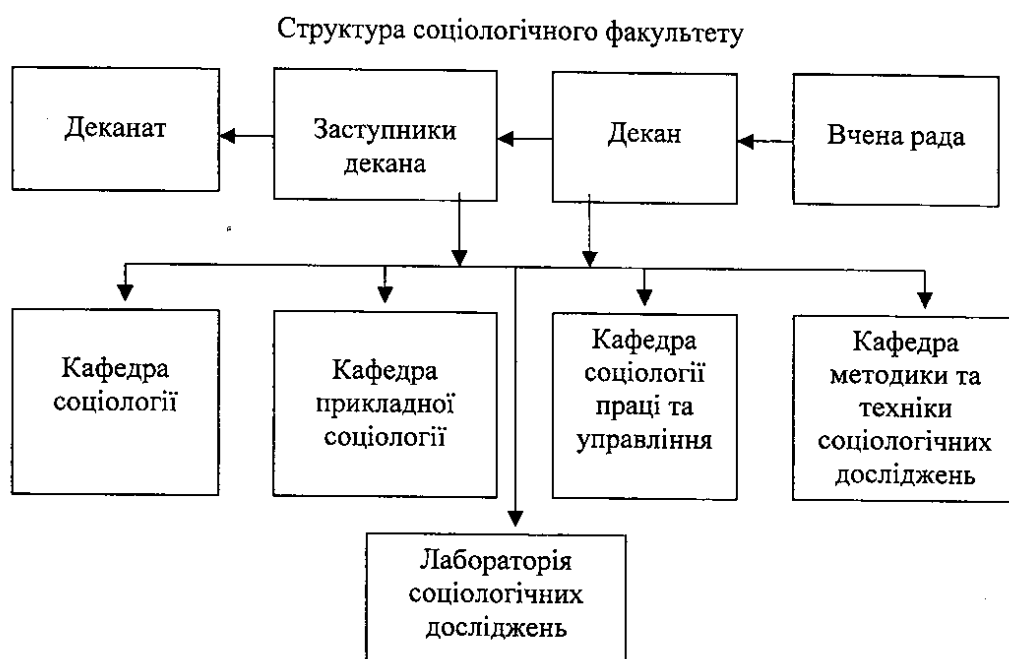 Структура соціологічного факультету
Деканат
Заступники
декана
Декан
Вчена рада
Кафедра
соціології
Кафедра
прикладної
соціології
Кафедра
соціології
праці та
управління
Кафедра
методики та
техніки
соціологічних
досліджень
Лабораторія
соціологічних
досліджень